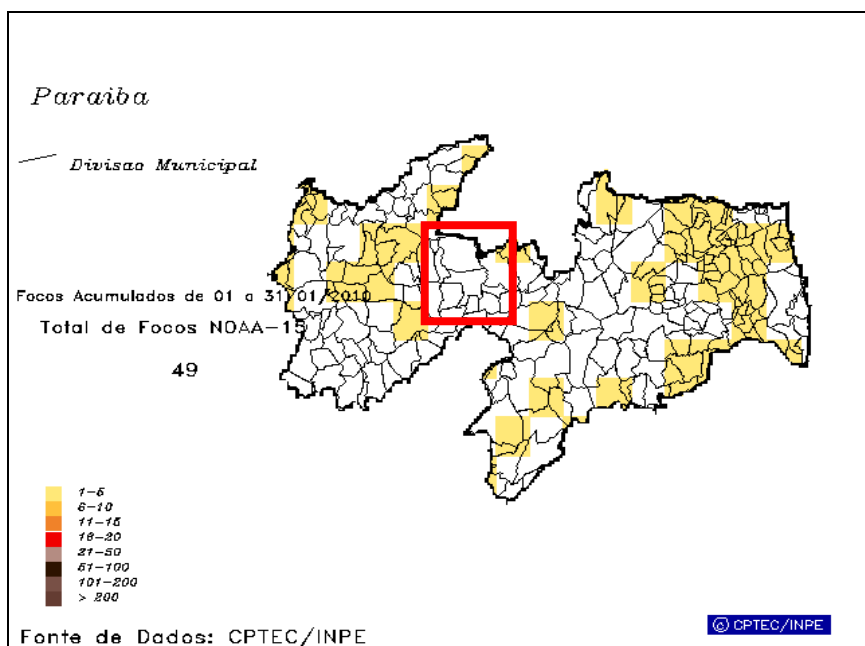 Paraiba
Divisao Municipal
Focos Acumulados de 01 a 31/01/2010
Total de Focos NOAA-15
49
1-5
6-10
11-15
16-20
21-50
51-100
101-200
> 200
Fonte de Dados: CPTEC/INPE
© CPTEC/INPE